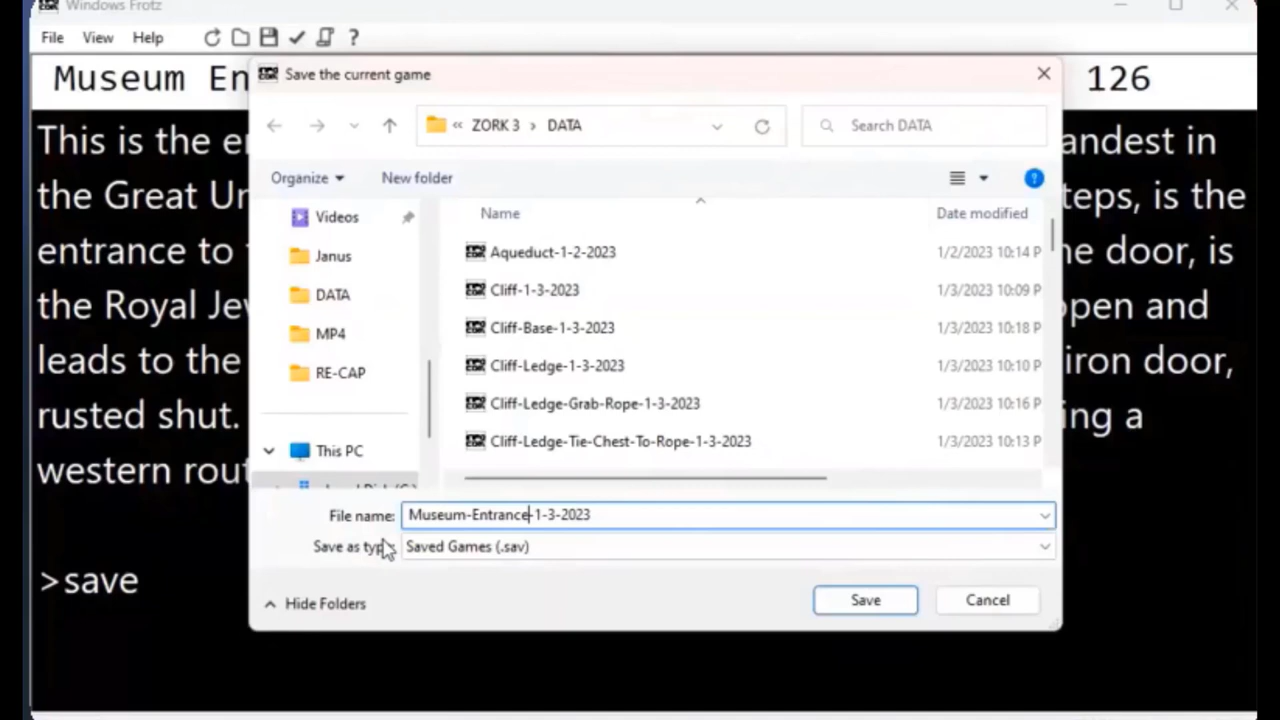 Windows Frotz
File View Help ?
Museum En 126
Save the current game
« ZORK 3 > DATA
Search DATA
Organize New folder ?
Videos
Janus
DATA
MP4
RE-CAP
This PC
Name Date modified
Aqueduct-1-2-2023 1/2/2023 10:14 P
Cliff-1-3-2023 1/3/2023 10:09 P
Cliff-Base-1-3-2023 1/3/2023 10:18 P
Cliff-Ledge-1-3-2023 1/3/2023 10:10 P
Cliff-Ledge-Grab-Rope-1-3-2023 1/3/2023 10:16 P
Cliff-Ledge-Tie-Chest-To-Rope-1-3-2023 1/3/2023 10:13 P
File name: Museum-Entrance-1-3-2023
Save as typ: Saved Games (.sav)
Hide Folders Save Cancel
This is the e andest in
the Great Un teps, is the
entrance to he door, is
the Royal Jew open and
leads to the iron door,
rusted shut. ing a
western rout
>save